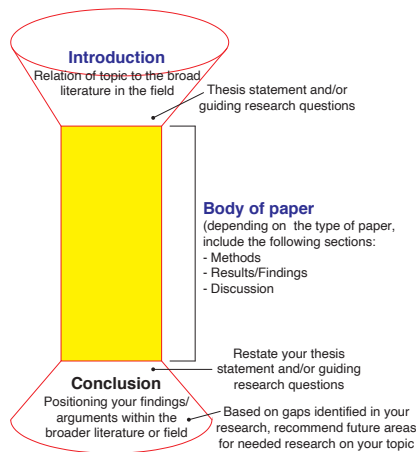 Introduction
Relation of topic to the broad
literature in the field
Thesis statement and/or
guiding research questions
Body of paper
(depending on the type of paper,
include the following sections:
- Methods
- Results/Findings
- Discussion
Restate your thesis
statement and/or guiding
research questions
Conclusion
Positioning your findings/
arguments within the
broader literature or field
Based on gaps identified in your
research, recommend future areas
for needed research on your topic